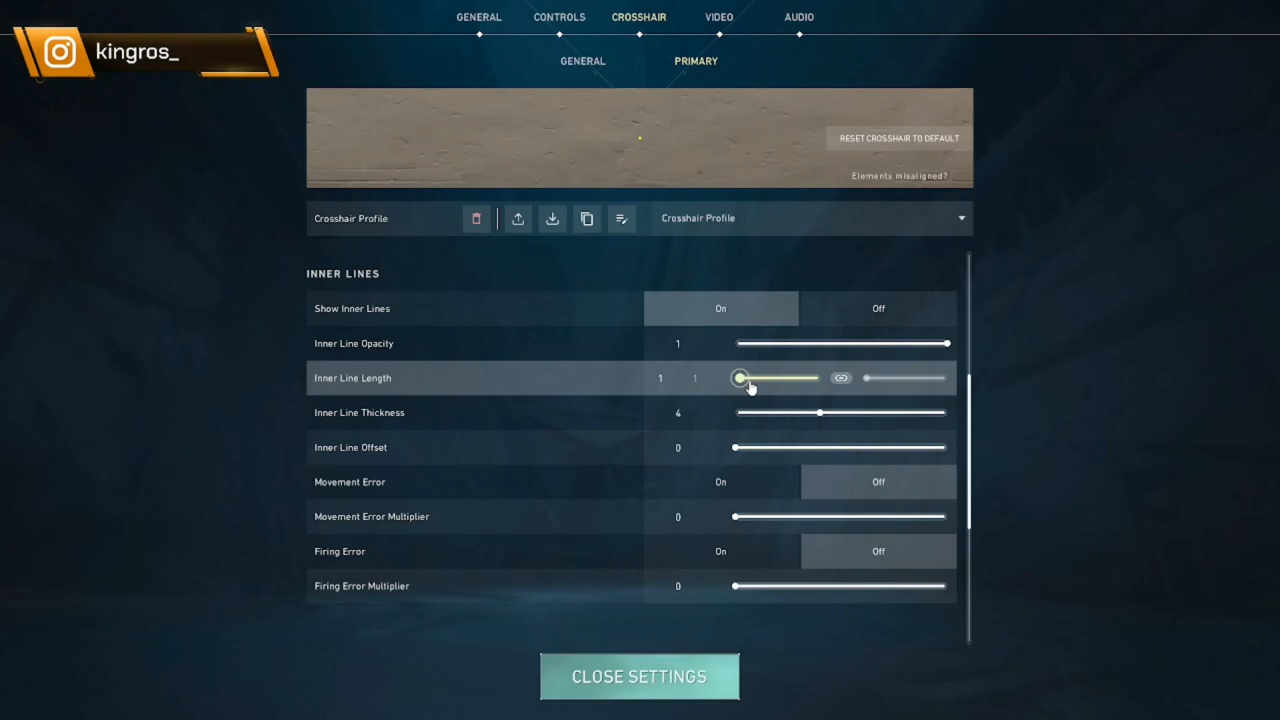 GENERAL CONTROLS CROSSHAIR VIDEO AUDIO
kingros_
GENERAL PRIMARY
RESET CROSSHAIR TO DEFAULT
Elements misaligned?
Crosshair Profile Crosshair Profile
INNER LINES
Show Inner Lines On Off
Inner Line Opacity 1
Inner Line Length 1 1
Inner Line Thickness 4
Inner Line Offset 0
Movement Error On Off
Movement Error Multiplier 0
Firing Error On Off
Firing Error Multiplier 0
CLOSE SETTINGS